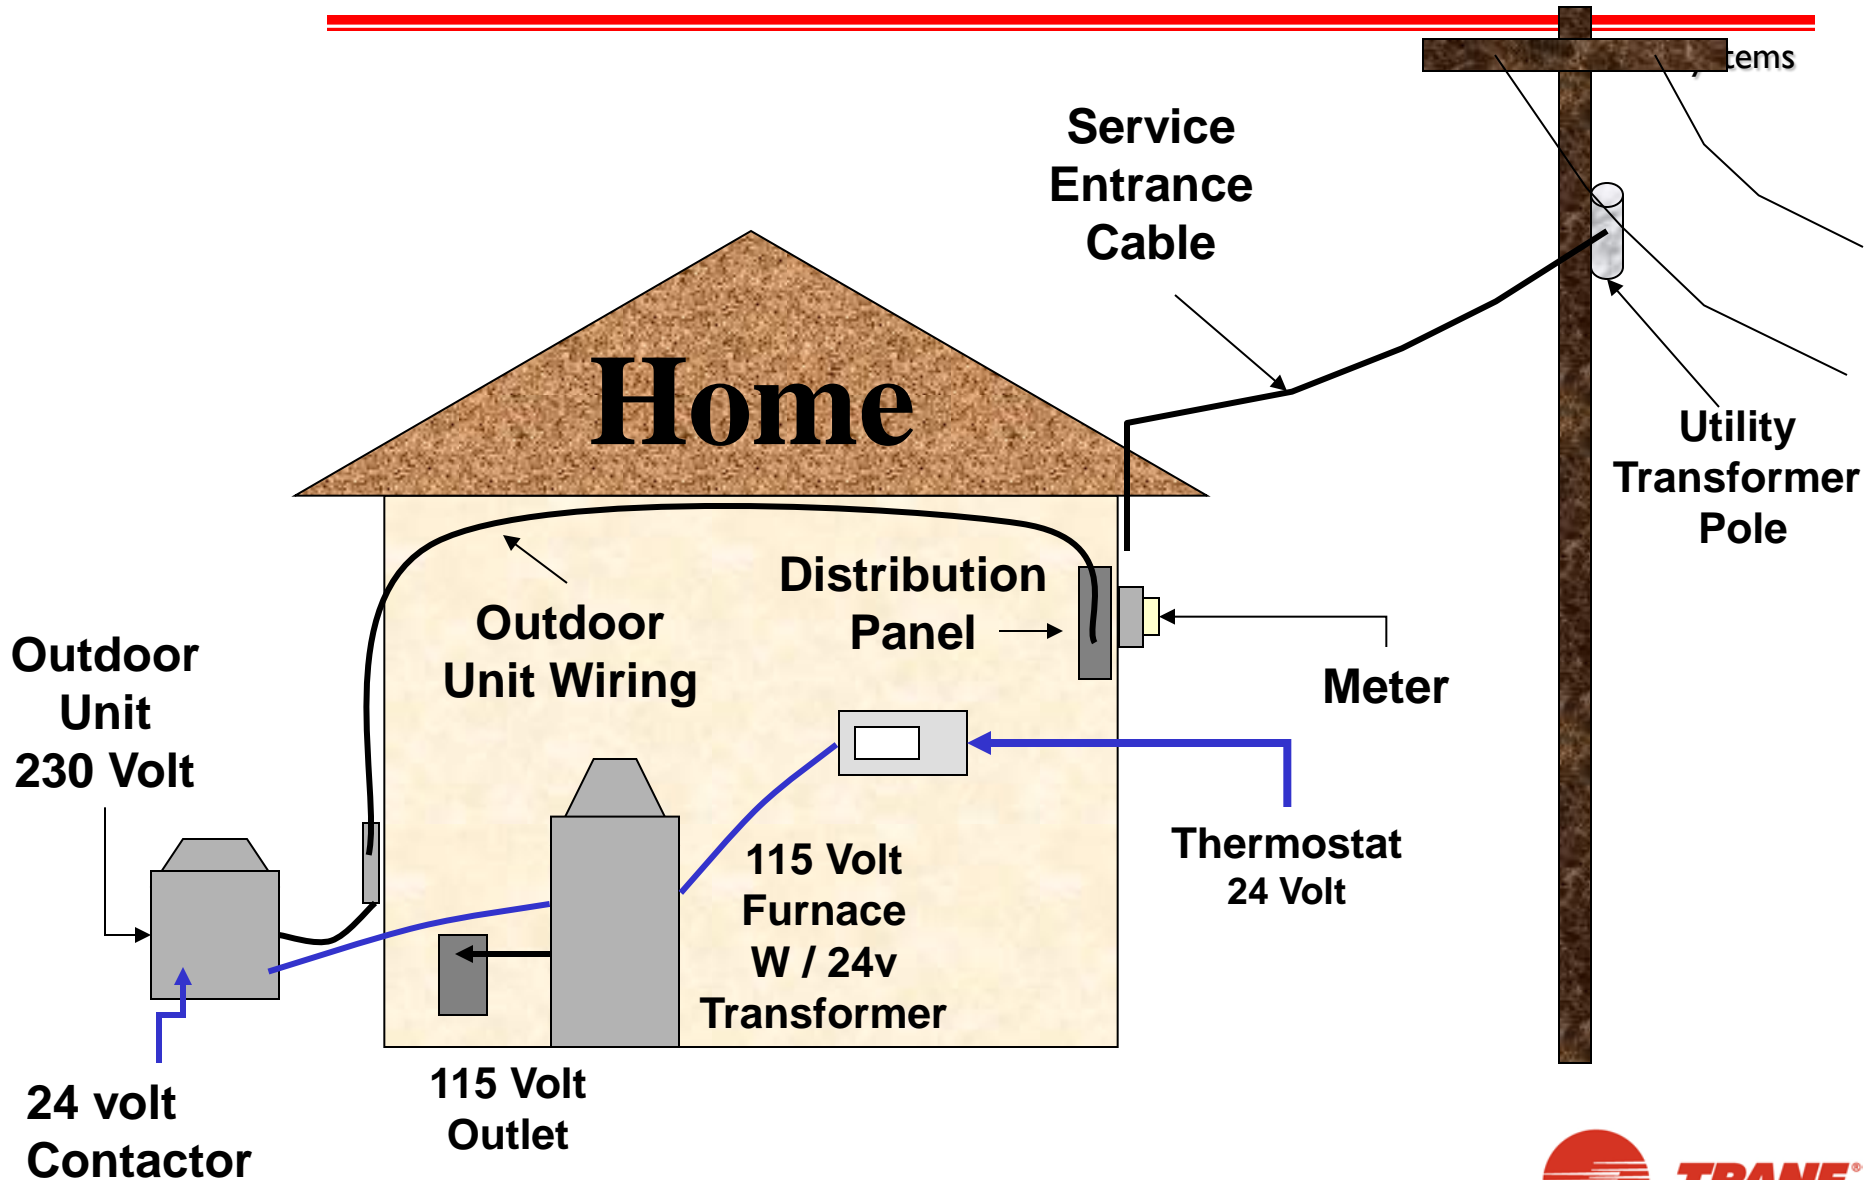 Service
Entrance
Cable
Home
Utility
Transformer
Pole
Distribution
Panel
Outdoor
Unit Wiring
Meter
Outdoor
Unit
230 Volt
Thermostat
24 Volt
115 Volt
Furnace
W / 24v
Transformer
115 Volt
Outlet
24 volt
Contactor
TRANE®